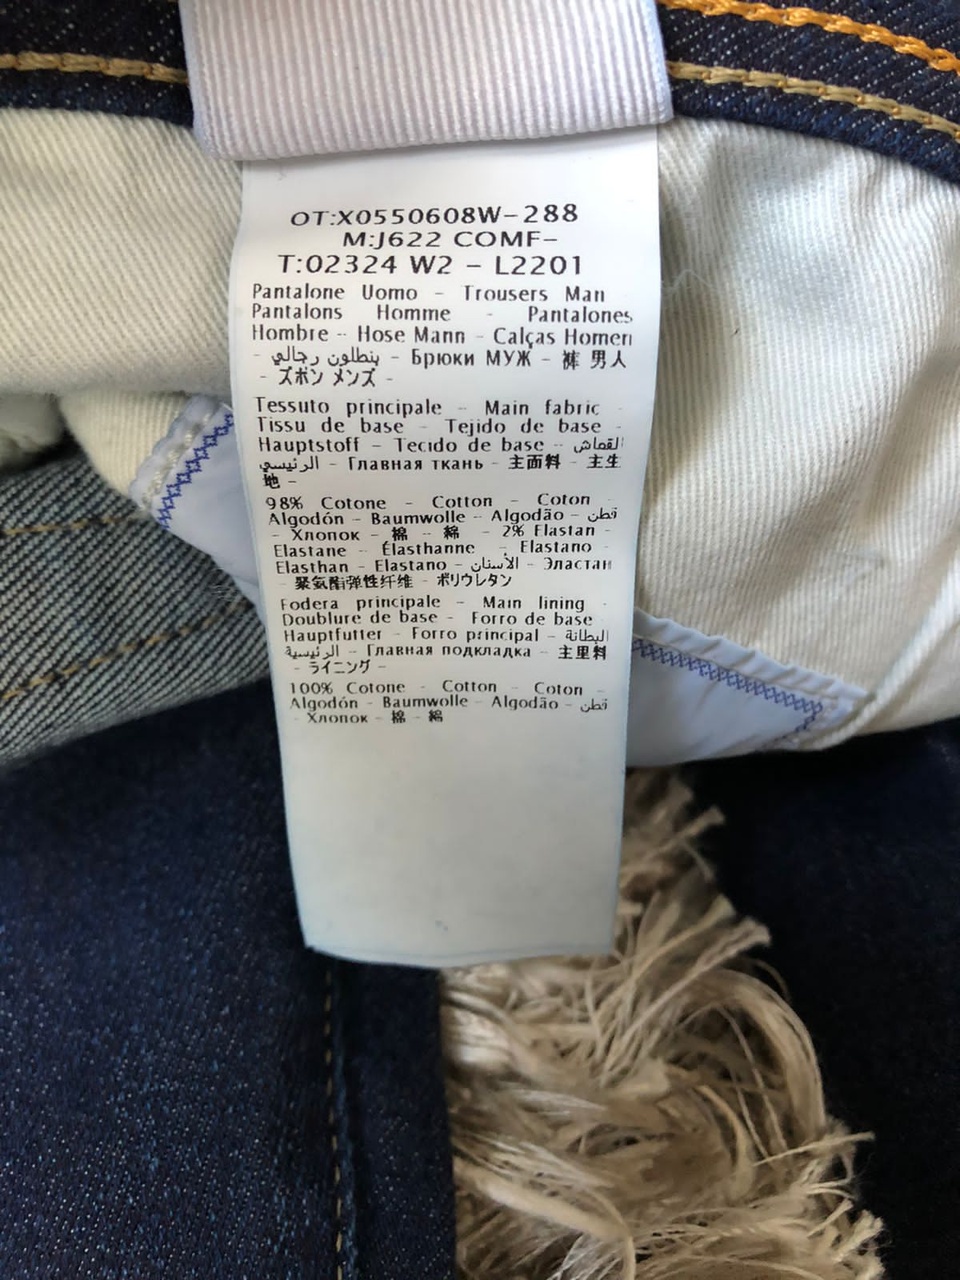 OT:X0550608W-288
M:J622 COMF-
T:02324 W2 - L2201
Pantalone Uomo - Trousers Man
Pantalons Homme - Pantalones
Hombre - Hose Mann - Calças Homen
- بنطلون رجالي - Брюки МУЖ - 裤 男人
- ズボン メンズ -
Tessuto principale - Main fabric -
Tissu de base - Tejido de base -
Hauptstoff - Tecido de base - القماش
الرئيسي - Главная ткань - 主面料 - 主生
地 -
98% Cotone - Cotton - Coton -
Algodón - Baumwolle - Algodão - قطن
- Хлопок - 棉 - 綿 - 2% Elastan -
Elastane - Élasthanne - Elastano -
Elasthan - Elastano - الأستان - Эластан
- 聚氨酯弹性纤维 - ポリウレタン
Fodera principale - Main lining -
Doublure de base - Forro de base -
Hauptfutter - Forro principal - البطانة
الرئيسية - Главная подкладка - 主里料
- ライニング -
100% Cotone - Cotton - Coton -
Algodón - Baumwolle - Algodão - قطن
- Хлопок - 棉 - 綿